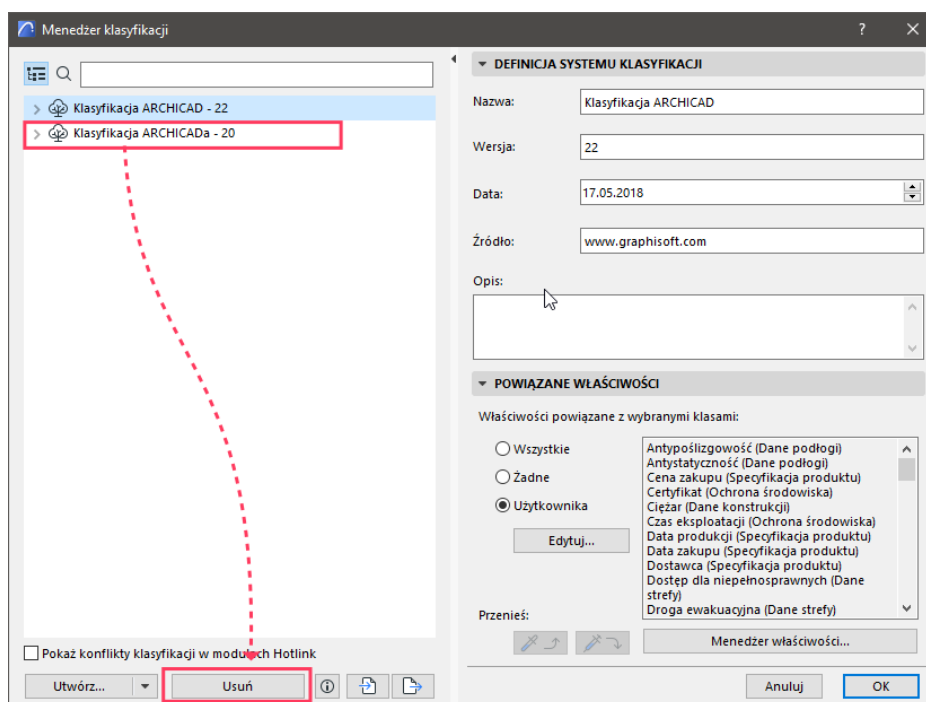 Menedżer klasyfikacji
?
Klasyfikacja ARCHICAD - 22
Klasyfikacja ARCHICADa - 20
Pokaż konflikty klasyfikacji w modułach Hotlink
Utwórz...
Usuń
DEFINICJA SYSTEMU KLASYFIKACJI
Nazwa:
Klasyfikacja ARCHICAD
Wersja:
22
Data:
17.05.2018
Źródło:
www.graphisoft.com
Opis:
POWIĄZANE WŁAŚCIWOŚCI
Właściwości powiązane z wybranymi klasami:
Wszystkie
Żadne
Użytkownika
Edytuj...
Antypoślizgowość (Dane podłogi)
Antystatyczność (Dane podłogi)
Cena zakupu (Specyfikacja produktu)
Certyfikat (Ochrona środowiska)
Ciężar (Dane konstrukcji)
Czas eksploatacji (Ochrona środowiska)
Data produkcji (Specyfikacja produktu)
Data zakupu (Specyfikacja produktu)
Dostawca (Specyfikacja produktu)
Dostęp dla niepełnosprawnych (Dane
strefy)
Droga ewakuacyjna (Dane strefy)
Przenieś:
Menedżer właściwości...
Anuluj
OK